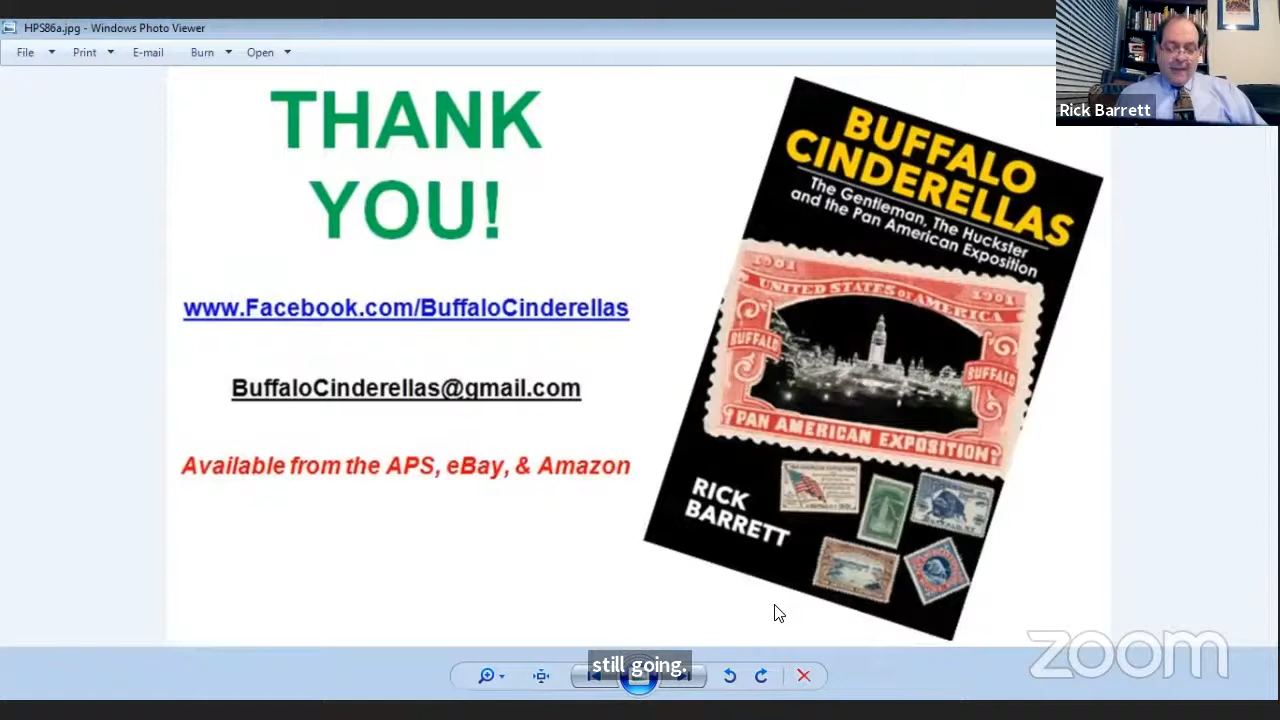 HPS86a.jpg - Windows Photo Viewer
File Print E-mail Burn Open
Rick Barrett
THANK
YOU!
www.Facebook.com/BuffaloCinderellas
BuffaloCinderellas@gmail.com
Available from the APS, eBay, & Amazon
BUFFALO
CINDERELLAS
The Gentleman, The Huckster
and the Pan American Exposition
1901 1901
UNITED STATES OF AMERICA
BUFFALO BUFFALO
PAN AMERICAN EXPOSITION
RICK
BARRETT
still going.
zoom